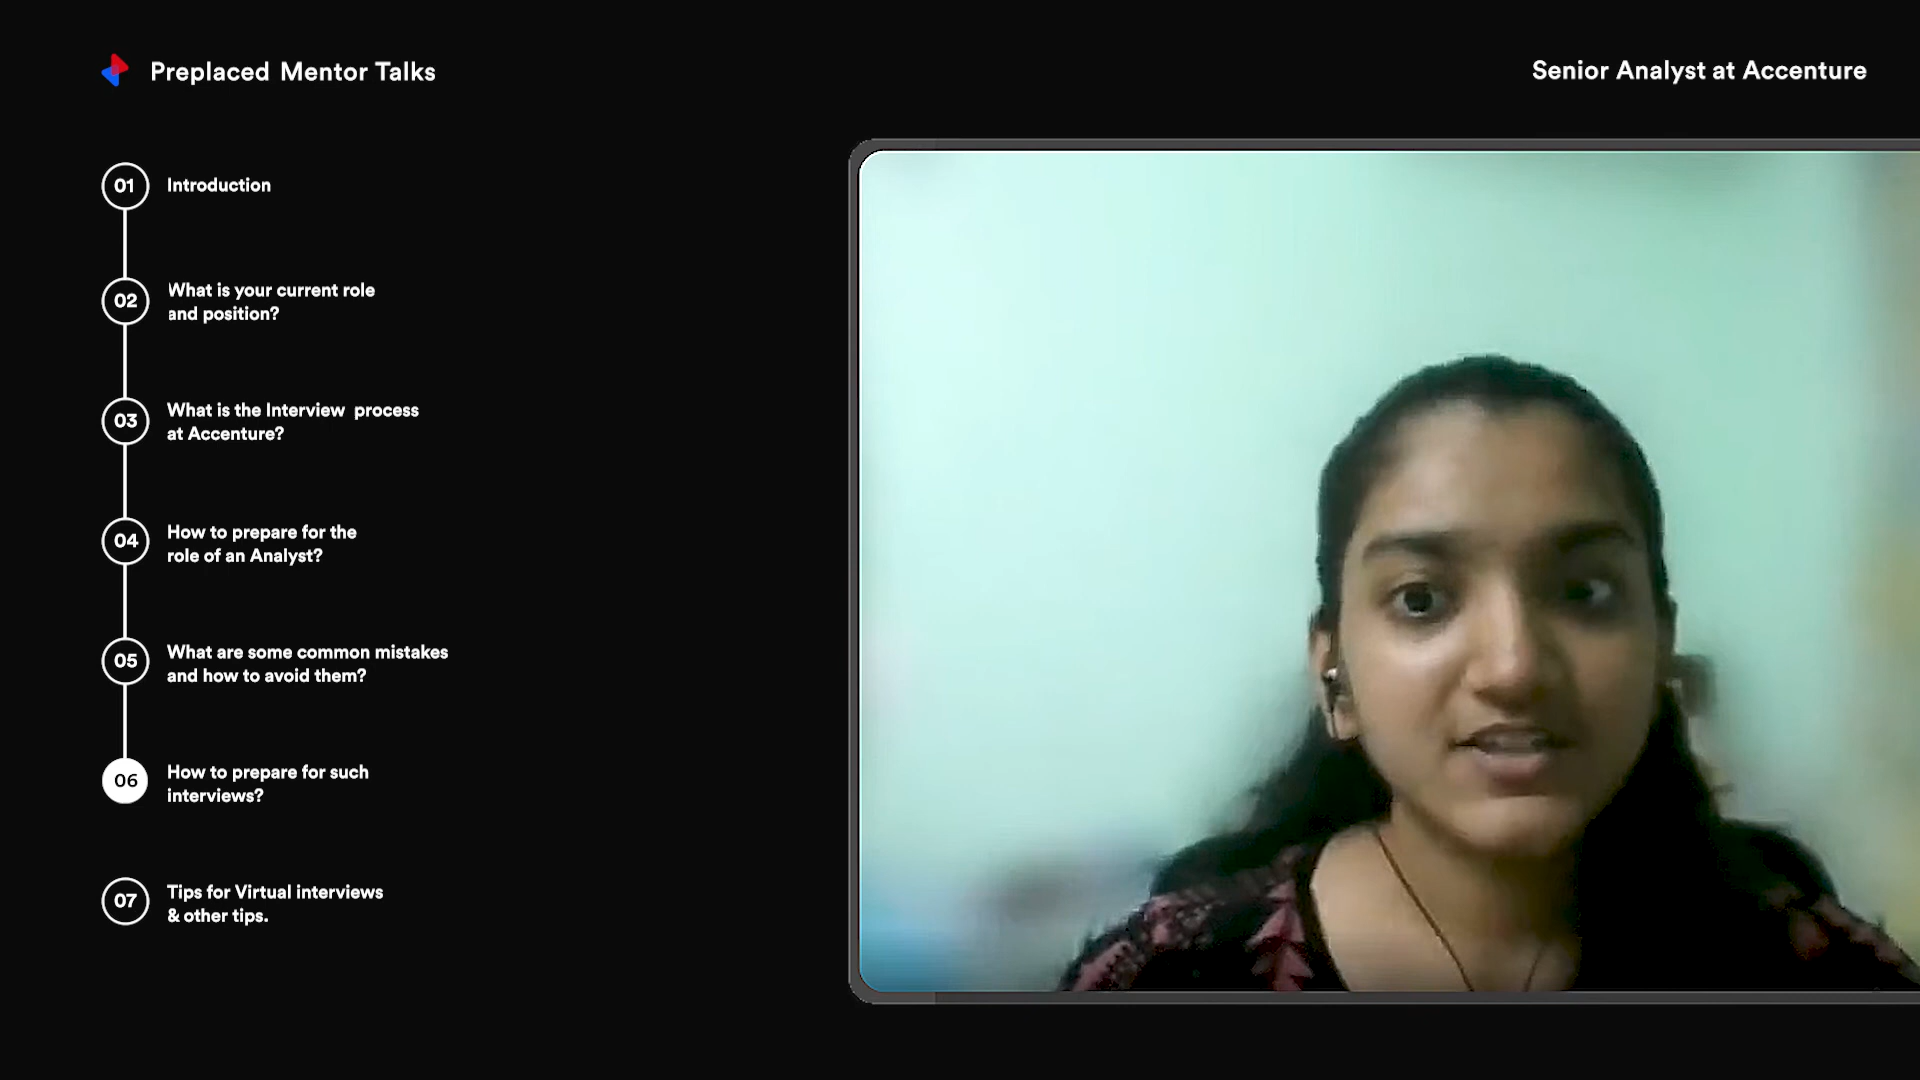 Preplaced Mentor Talks
Senior Analyst at Accenture
01 Introduction
02 What is your current role
and position?
03 What is the Interview process
at Accenture?
04 How to prepare for the
role of an Analyst?
05 What are some common mistakes
and how to avoid them?
06 How to prepare for such
interviews?
07 Tips for Virtual interviews
& other tips.